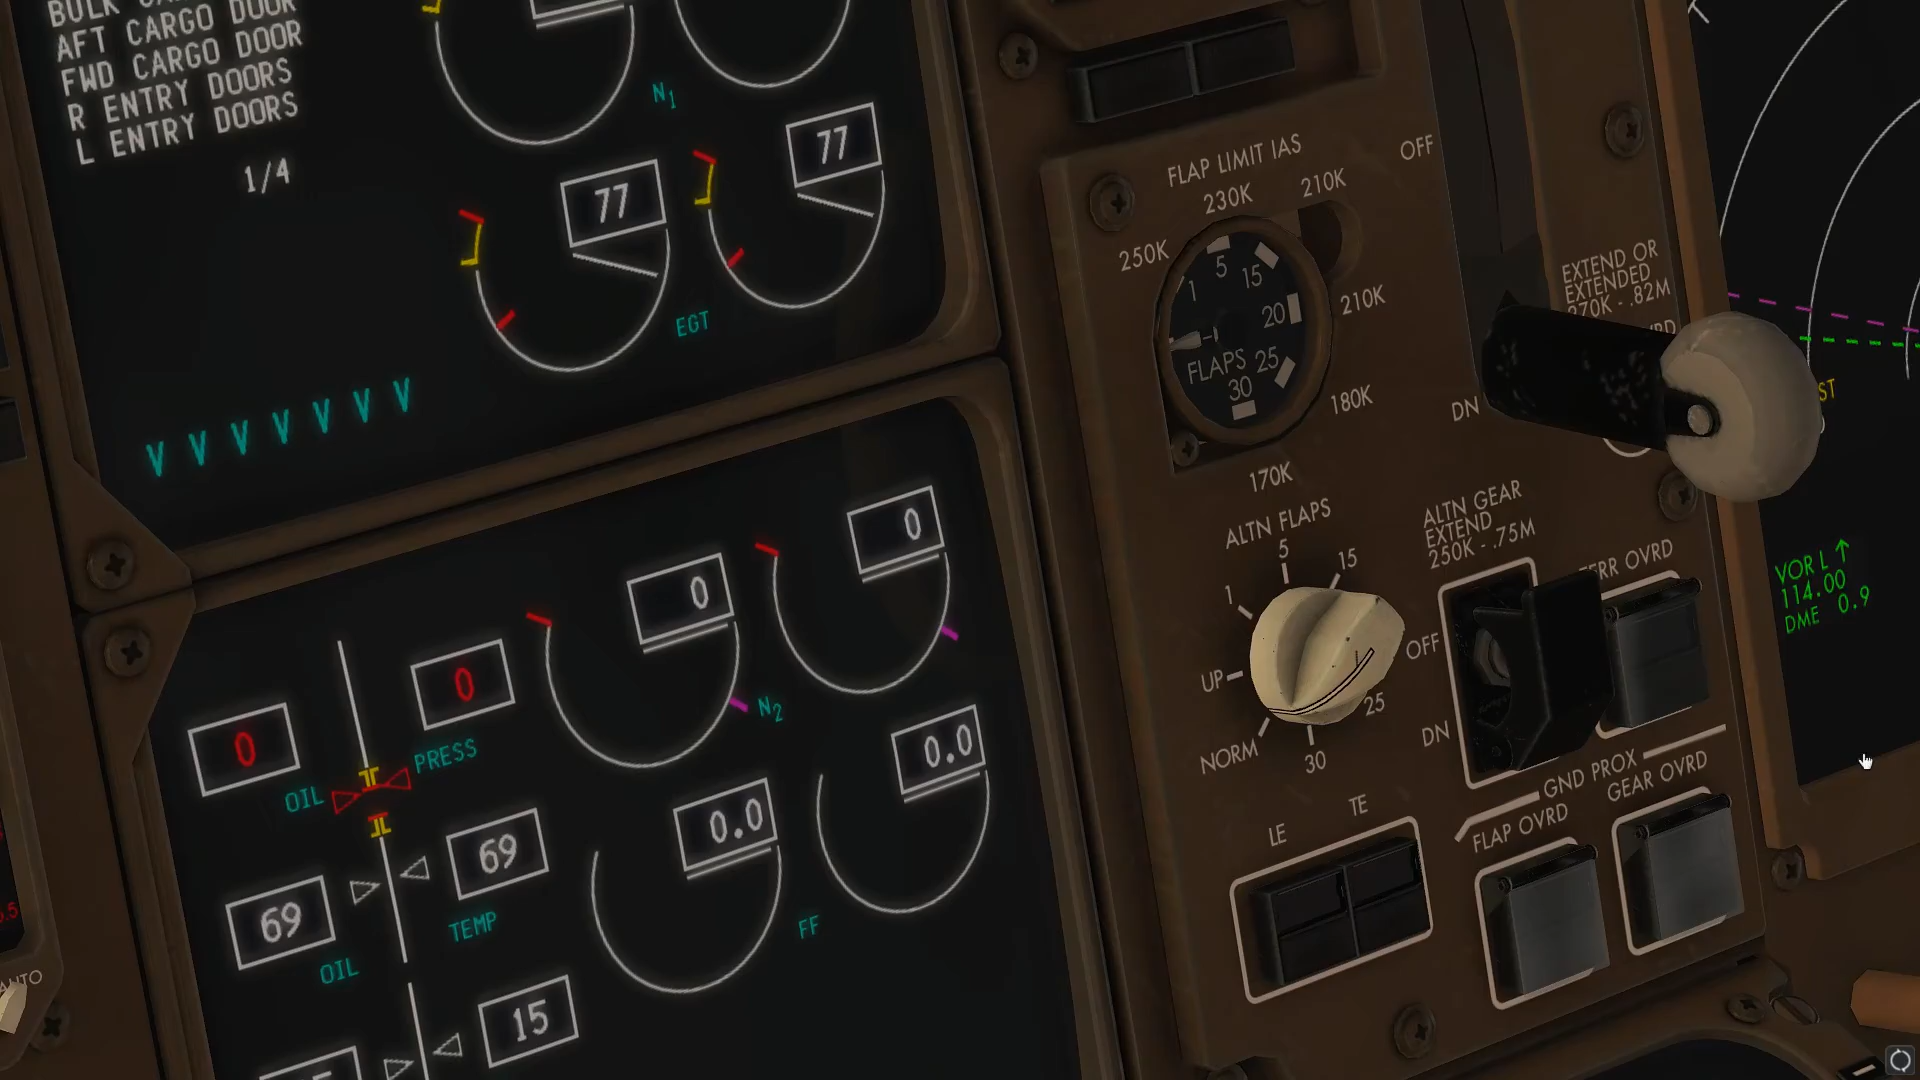 AFT CARGO DOOR
FWD CARGO DOOR
R ENTRY DOORS
L ENTRY DOORS
1/4
N1
77
77
EGT
V V V V V V
0
0
OIL
PRESS
0
0
N2
69
69
OIL
TEMP
0.0
0.0
FF
15
AUTO
FLAP LIMIT IAS
230K
210K
250K
210K
180K
170K
1
5
15
20
25
30
FLAPS
OFF
DN
EXTEND OR
EXTENDED
270K - .82M
ALTN FLAPS
5
15
1
OFF
UP
25
NORM
30
ALTN GEAR
EXTEND
250K - .75M
DN
GND PROX
FLAP OVRD
GEAR OVRD
LE
TE
VOR L ↑
114.00
DME 0.9